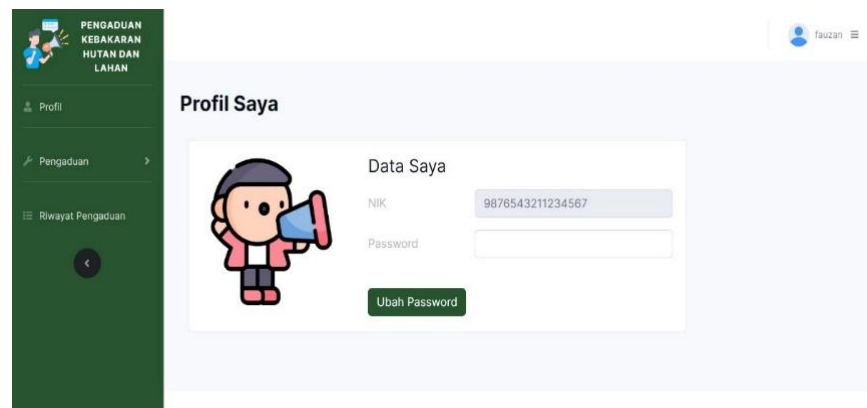 PENGADUAN
KEBAKARAN
HUTAN DAN
LAHAN
fauzan
Profil
Pengaduan
Riwayat Pengaduan
Profil Saya
Data Saya
NIK 9876543211234567
Password
Ubah Password